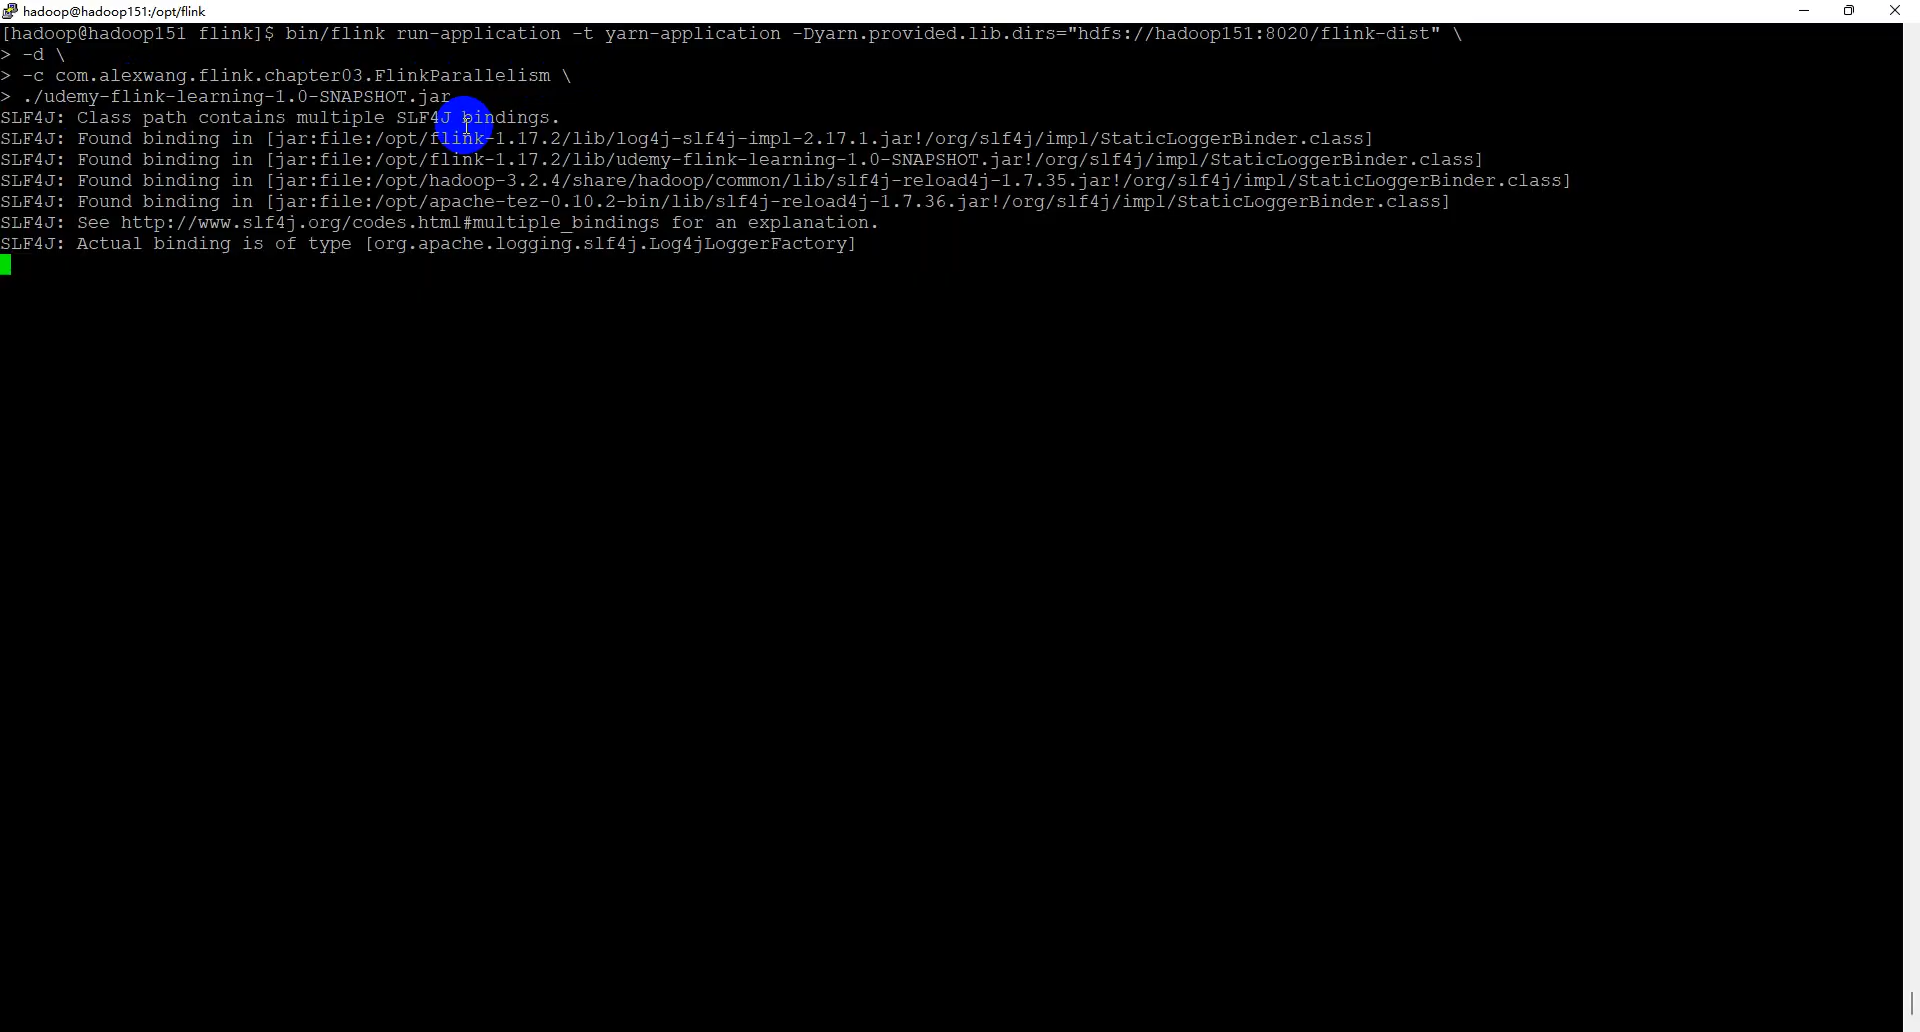 hadoop@hadoop151:/opt/flink
[hadoop@hadoop151 flink]$ bin/flink run-application -t yarn-application -Dyarn.provided.lib.dirs="hdfs://hadoop151:8020/flink-dist" \
> -d \
> -c com.alexwang.flink.chapter03.FlinkParallelism \
> ./udemy-flink-learning-1.0-SNAPSHOT.jar
SLF4J: Class path contains multiple SLF4J bindings.
SLF4J: Found binding in [jar:file:/opt/flink-1.17.2/lib/log4j-slf4j-impl-2.17.1.jar!/org/slf4j/impl/StaticLoggerBinder.class]
SLF4J: Found binding in [jar:file:/opt/flink-1.17.2/lib/udemy-flink-learning-1.0-SNAPSHOT.jar!/org/slf4j/impl/StaticLoggerBinder.class]
SLF4J: Found binding in [jar:file:/opt/hadoop-3.2.4/share/hadoop/common/lib/slf4j-reload4j-1.7.35.jar!/org/slf4j/impl/StaticLoggerBinder.class]
SLF4J: Found binding in [jar:file:/opt/apache-tez-0.10.2-bin/lib/slf4j-reload4j-1.7.36.jar!/org/slf4j/impl/StaticLoggerBinder.class]
SLF4J: See http://www.slf4j.org/codes.html#multiple_bindings for an explanation.
SLF4J: Actual binding is of type [org.apache.logging.slf4j.Log4jLoggerFactory]